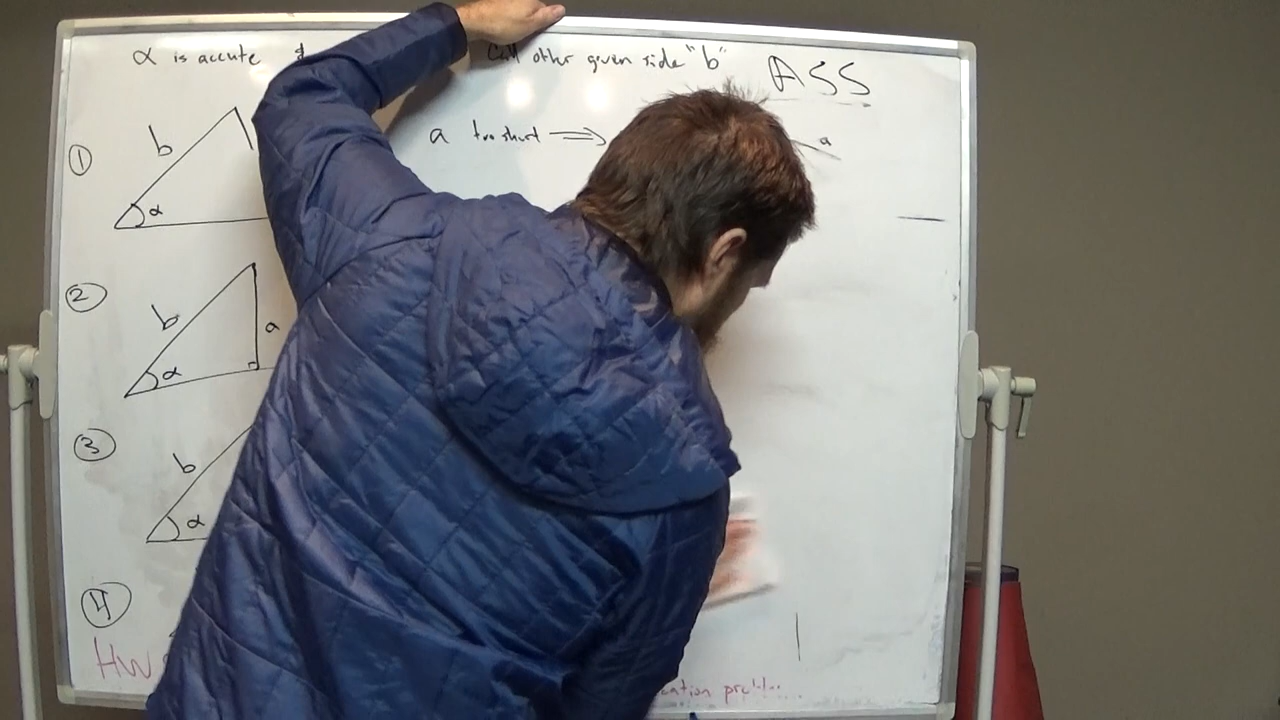 α is accute
Call other given side "b"
ASS
a too short ⟹
a
① b α
② b a α
③ b α
④
HW